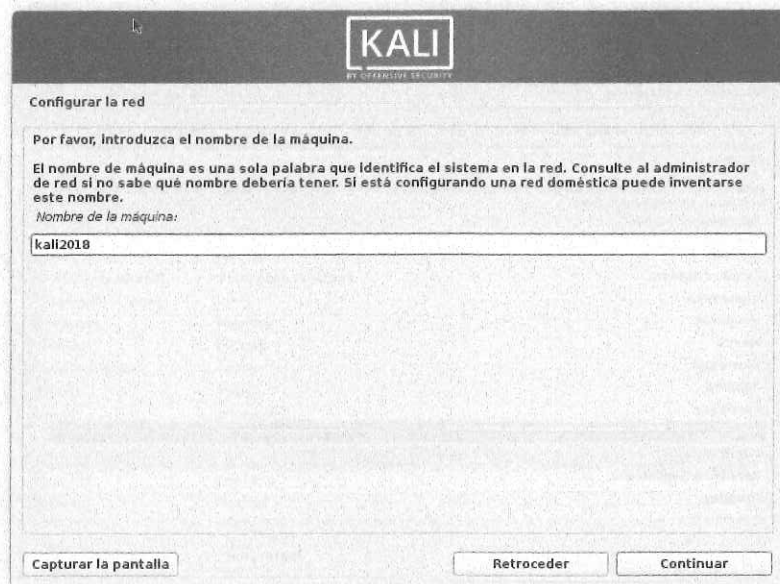 KALI
BY OFFENSIVE SECURITY
Configurar la red
Por favor, introduzca el nombre de la máquina.
El nombre de máquina es una sola palabra que identifica el sistema en la red. Consulte al administrador
de red si no sabe qué nombre debería tener. Si está configurando una red doméstica puede inventarse
este nombre.
Nombre de la máquina:
kali2018
Capturar la pantalla
Retroceder
Continuar